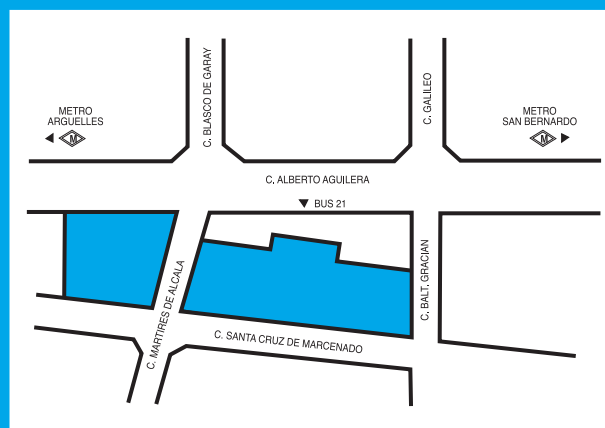 C. BLASCO DE GARAY
C. GALILEO
METRO
ARGUELLES
M
METRO
SAN BERNARDO
M
C. ALBERTO AGUILERA
BUS 21
C. MARTIRES DE ALCALA
C. BALT. GRACIAN
C. SANTA CRUZ DE MARCENADO